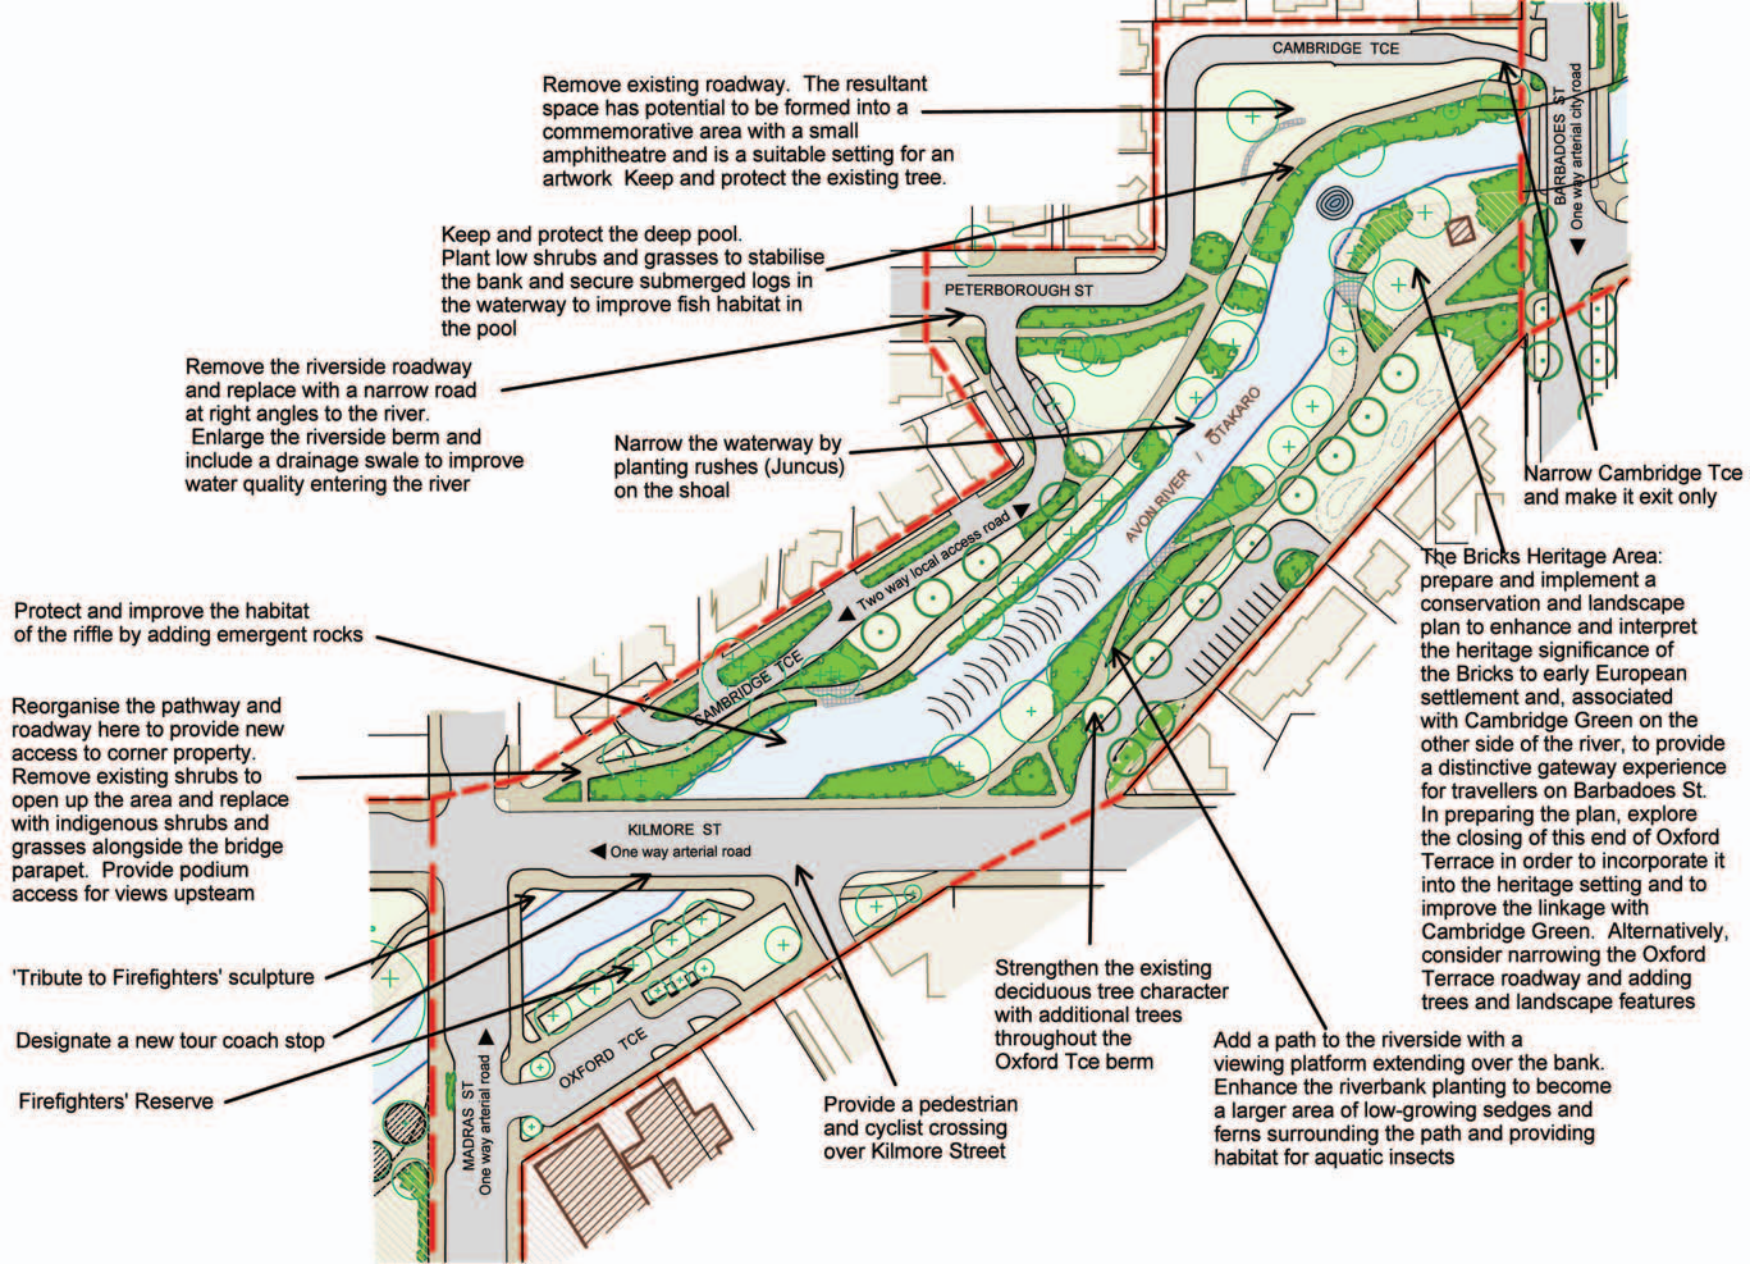 CAMBRIDGE TCE
Remove existing roadway. The resultant
space has potential to be formed into a
commemorative area with a small
amphitheatre and is a suitable setting for an
artwork Keep and protect the existing tree.
BARBADOES ST
One way arterial city road
Keep and protect the deep pool.
Plant low shrubs and grasses to stabilise
the bank and secure submerged logs in
the waterway to improve fish habitat in
the pool
PETERBOROUGH ST
Remove the riverside roadway
and replace with a narrow road
at right angles to the river.
Enlarge the riverside berm and
include a drainage swale to improve
water quality entering the river
Narrow the waterway by
planting rushes (Juncus)
on the shoal
AVON RIVER / ŌTAKARO
Narrow Cambridge Tce
and make it exit only
Two way local access road
CAMBRIDGE TCE
The Bricks Heritage Area:
prepare and implement a
conservation and landscape
plan to enhance and interpret
the heritage significance of
the Bricks to early European
settlement and, associated
with Cambridge Green on the
other side of the river, to provide
a distinctive gateway experience
for travellers on Barbadoes St.
In preparing the plan, explore
the closing of this end of Oxford
Terrace in order to incorporate it
into the heritage setting and to
improve the linkage with
Cambridge Green. Alternatively,
consider narrowing the Oxford
Terrace roadway and adding
trees and landscape features
Protect and improve the habitat
of the riffle by adding emergent rocks
Reorganise the pathway and
roadway here to provide new
access to corner property.
Remove existing shrubs to
open up the area and replace
with indigenous shrubs and
grasses alongside the bridge
parapet. Provide podium
access for views upsteam
KILMORE ST
One way arterial road
'Tribute to Firefighters' sculpture
Designate a new tour coach stop
Firefighters' Reserve
OXFORD TCE
MADRAS ST
One way arterial road
Strengthen the existing
deciduous tree character
with additional trees
throughout the
Oxford Tce berm
Provide a pedestrian
and cyclist crossing
over Kilmore Street
Add a path to the riverside with a
viewing platform extending over the bank.
Enhance the riverbank planting to become
a larger area of low-growing sedges and
ferns surrounding the path and providing
habitat for aquatic insects